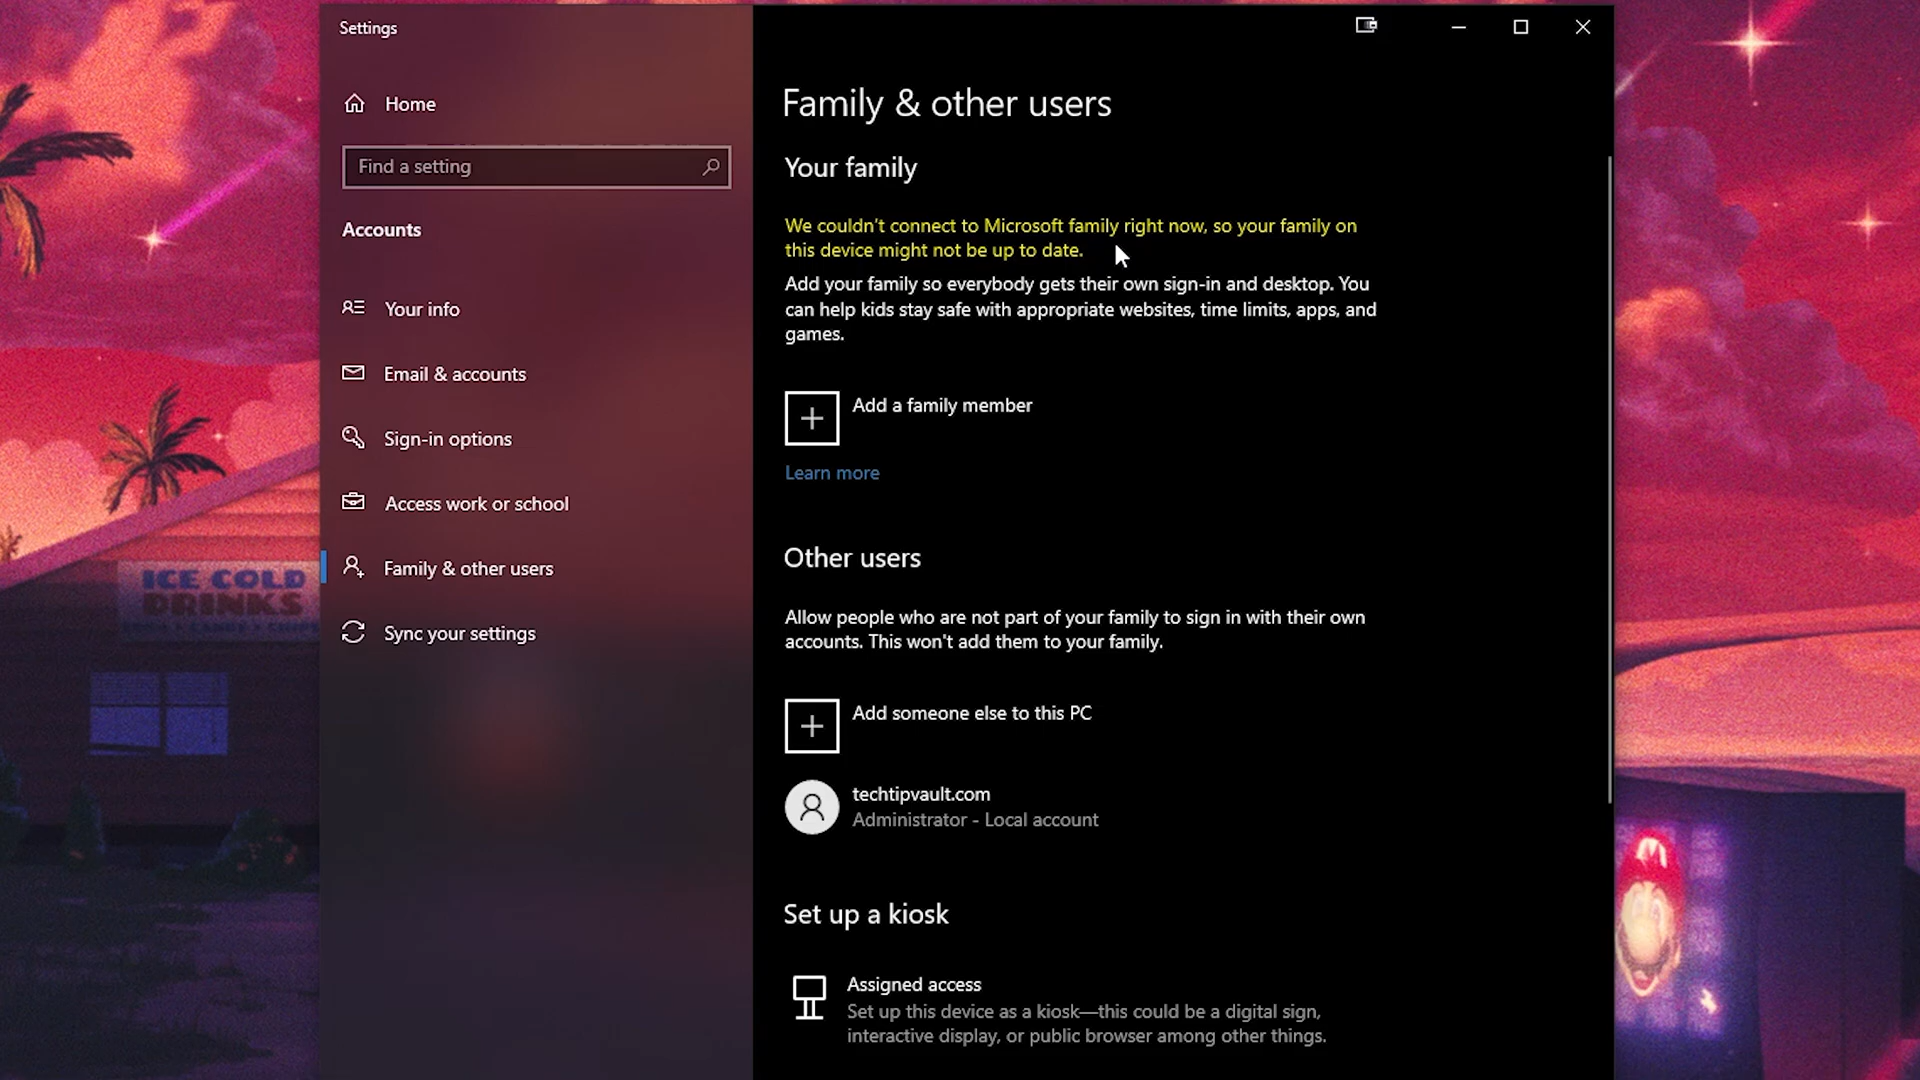 Settings
Home
Find a setting
Accounts
Your info
Email & accounts
Sign-in options
Access work or school
Family & other users
Sync your settings
Family & other users
Your family
We couldn't connect to Microsoft family right now, so your family on
this device might not be up to date.
Add your family so everybody gets their own sign-in and desktop. You
can help kids stay safe with appropriate websites, time limits, apps, and
games.
Add a family member
Learn more
Other users
Allow people who are not part of your family to sign in with their own
accounts. This won't add them to your family.
Add someone else to this PC
techtipvault.com
Administrator - Local account
Set up a kiosk
Assigned access
Set up this device as a kiosk—this could be a digital sign,
interactive display, or public browser among other things.
ICE COLD
DRINKS